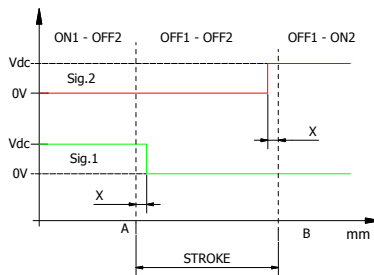 ON1 - OFF2 OFF1 - OFF2 OFF1 - ON2
Vdc
Sig.2
0V
X
Vdc
Sig.1
0V
X
A B mm
STROKE